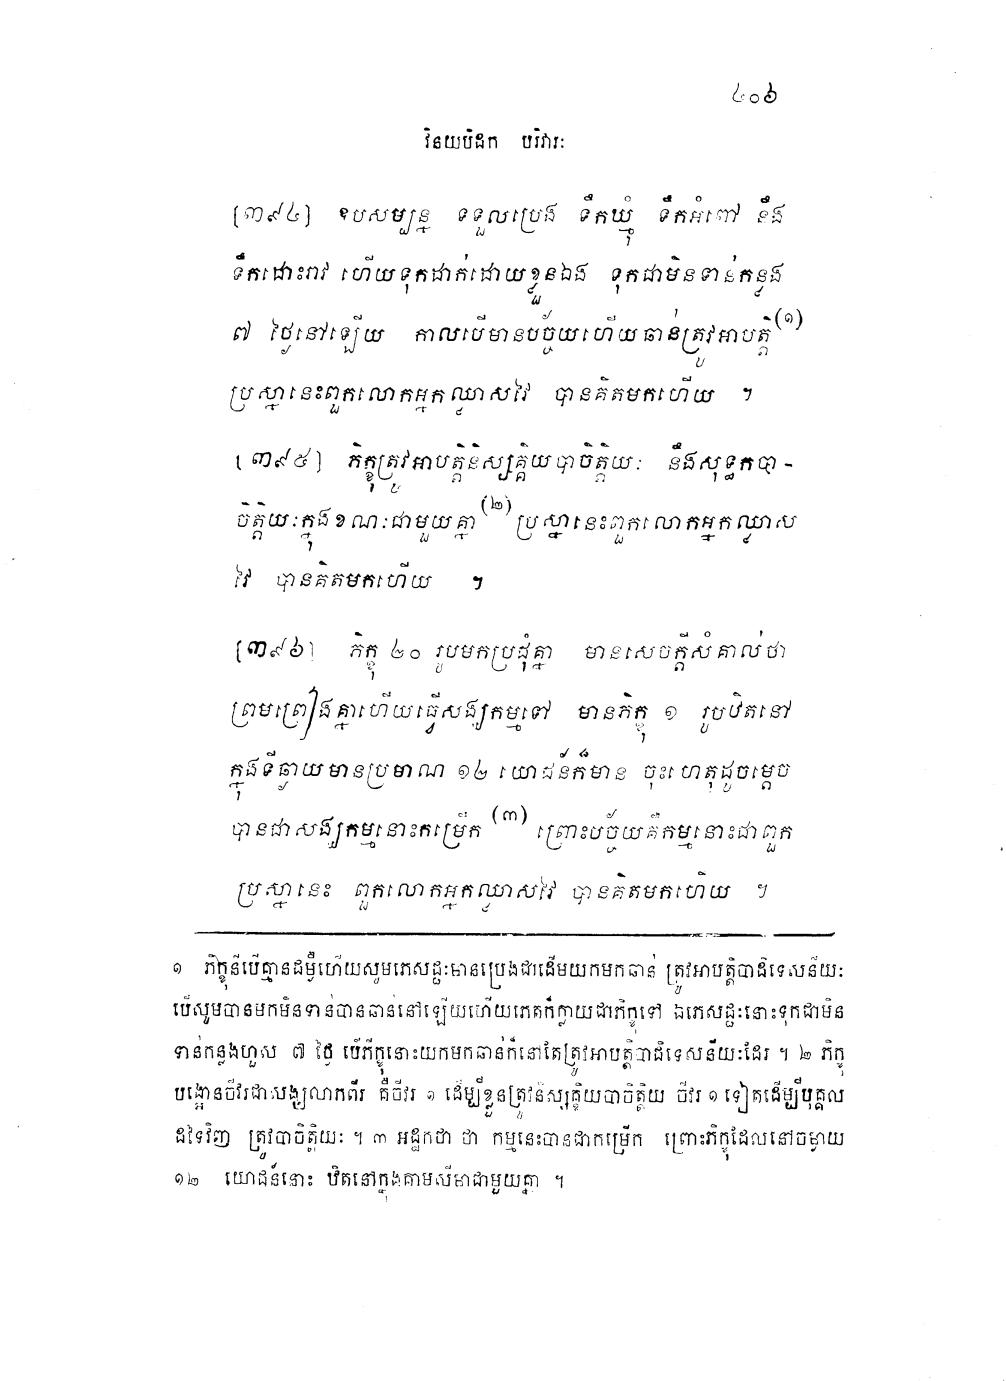 ៤០៦
វិនយបិដក បរិវារៈ
[៣៩៤] ឧបសម្បន្ន ទទួលប្រេង ទឹកឃ្មុំ ទឹកអំពៅ នឹង
ទឹកដោះរាវ ហើយទុកដាក់ដោយខ្លួនឯង ទុកជាមិនទាន់កន្លង
៧ ថ្ងៃនៅឡើយ កាលបើមានបច្ច័យហើយឆាន់ត្រូវអាបត្តិ(១)
ប្រស្នានេះពួកលោកអ្នកឈ្លាសវៃ បានគិតមកហើយ ។
[៣៩៥] ភិក្ខុត្រូវអាបត្តិនិស្សគ្គិយបាចិត្តិយៈ នឹងសុទ្ធកបា-
ចិត្តិយៈក្នុងខណៈជាមួយគ្នា(២) ប្រស្នានេះពួកលោកអ្នកឈ្លាស
វៃ បានគិតមកហើយ ។
[៣៩៦] ភិក្ខុ ២០ រូបមកប្រជុំគ្នា មានសេចក្តីសំគាល់ថា
ព្រមព្រៀងគ្នាហើយធ្វើសង្ឃកម្មទៅ មានភិក្ខុ ១ រូបឋិតនៅ
ក្នុងទីឆ្ងាយមានប្រមាណ ១២ យោជន៍ក៏មាន ចុះហេតុដូចម្តេច
បានជាសង្ឃកម្មនោះកម្រើក (៣) ព្រោះបច្ច័យគឺកម្មនោះជាពួក
ប្រស្នានេះ ពួកលោកអ្នកឈ្លាសវៃ បានគិតមកហើយ ។
១ ភិក្ខុនីបើគ្មានជម្ងឺហើយសូមភេសជ្ជៈមានប្រេងជាដើមយកមកឆាន់ ត្រូវអាបត្តិបាដិទេសនីយៈ
បើសូមបានមកមិនទាន់បានឆាន់នៅឡើយហើយភេតក៏ក្លាយជាភិក្ខុទៅ ឯភេសជ្ជៈនោះទុកជាមិន
ទាន់កន្លងហួស ៧ ថ្ងៃ បើភិក្ខុនោះយកមកឆាន់ក៏នៅតែត្រូវអាបត្តិបាដិទេសនីយៈដែរ ។ ២ ភិក្ខុ
បង្អោនចីវរជាសង្ឃលាភពីរ គឺចីវរ ១ ដើម្បីខ្លួនត្រូវនិស្សគ្គិយបាចិត្តិយ ចីវរ ១ ទៀតដើម្បីបុគ្គល
ដទៃវិញ ត្រូវបាចិត្តិយៈ ។ ៣ អដ្ឋកថា ថា កម្មនេះបានជាកម្រើក ព្រោះភិក្ខុដែលនៅចម្ងាយ
១២ យោជន៍នោះ ឋិតនៅក្នុងគាមសីមាជាមួយគ្នា ។